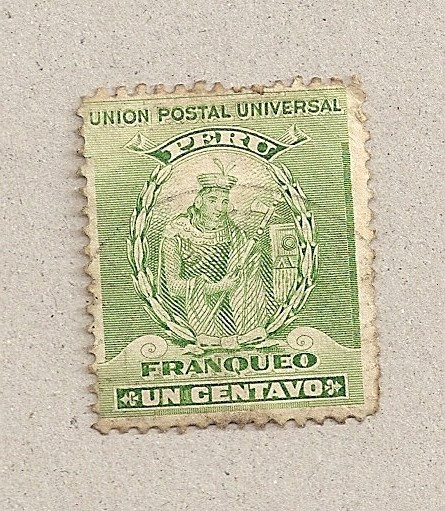 UNION POSTAL UNIVERSAL
PERU
FRANQUEO
UN CENTAVO